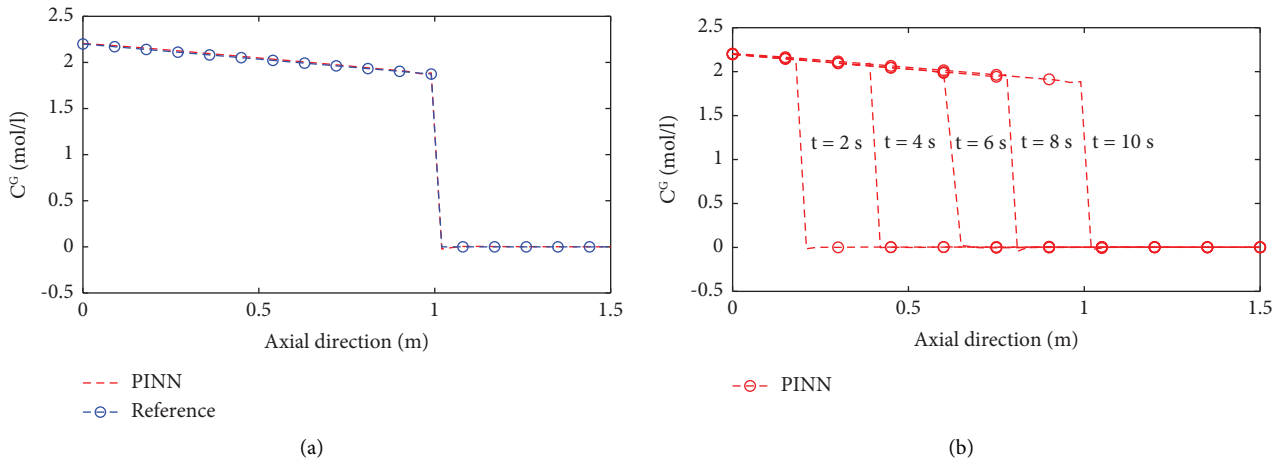 2.5
2
1.5
1
0.5
0
-0.5
Cᴳ (mol/l)
0 0.5 1 1.5
Axial direction (m)
PINN
Reference
(a)
2.5
2
1.5
1
0.5
0
-0.5
Cᴳ (mol/l)
t = 2 s t = 4 s t = 6 s t = 8 s t = 10 s
0 0.5 1 1.5
Axial direction (m)
PINN
(b)